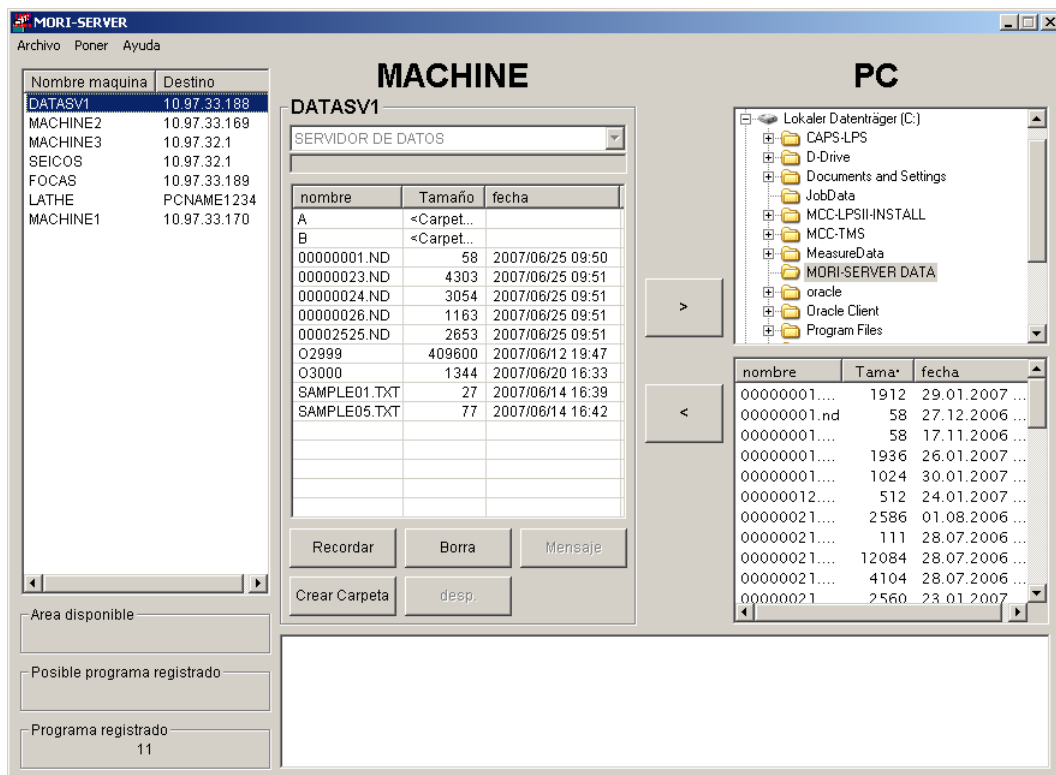 MORI-SERVER
Archivo Poner Ayuda
MACHINE
PC
Nombre maquina Destino
DATASV1 10.97.33.188
MACHINE2 10.97.33.169
MACHINE3 10.97.32.1
SEICOS 10.97.32.1
FOCAS 10.97.33.189
LATHE PCNAME1234
MACHINE1 10.97.33.170
Area disponible
Posible programa registrado
Programa registrado
11
DATASV1
SERVIDOR DE DATOS
nombre Tamaño fecha
A <Carpet...
B <Carpet...
00000001.ND 58 2007/06/25 09:50
00000023.ND 4303 2007/06/25 09:51
00000024.ND 3054 2007/06/25 09:51
00000026.ND 1163 2007/06/25 09:51
00002525.ND 2653 2007/06/25 09:51
O2999 409600 2007/06/12 19:47
O3000 1344 2007/06/20 16:33
SAMPLE01.TXT 27 2007/06/14 16:39
SAMPLE05.TXT 77 2007/06/14 16:42
Recordar Borra Mensaje
Crear Carpeta desp.
>
<
Lokaler Datenträger (C:)
CAPS-LPS
D-Drive
Documents and Settings
JobData
MCC-LPSII-INSTALL
MCC-TMS
MeasureData
MORI-SERVER DATA
oracle
Oracle Client
Program Files
nombre Tama· fecha
00000001.... 1912 29.01.2007 ...
00000001.nd 58 27.12.2006 ...
00000001.... 58 17.11.2006 ...
00000001.... 1936 26.01.2007 ...
00000001.... 1024 30.01.2007 ...
00000012.... 512 24.01.2007 ...
00000021.... 2586 01.08.2006 ...
00000021.... 111 28.07.2006 ...
00000021.... 12084 28.07.2006 ...
00000021.... 4104 28.07.2006 ...
00000021 2560 23.01.2007